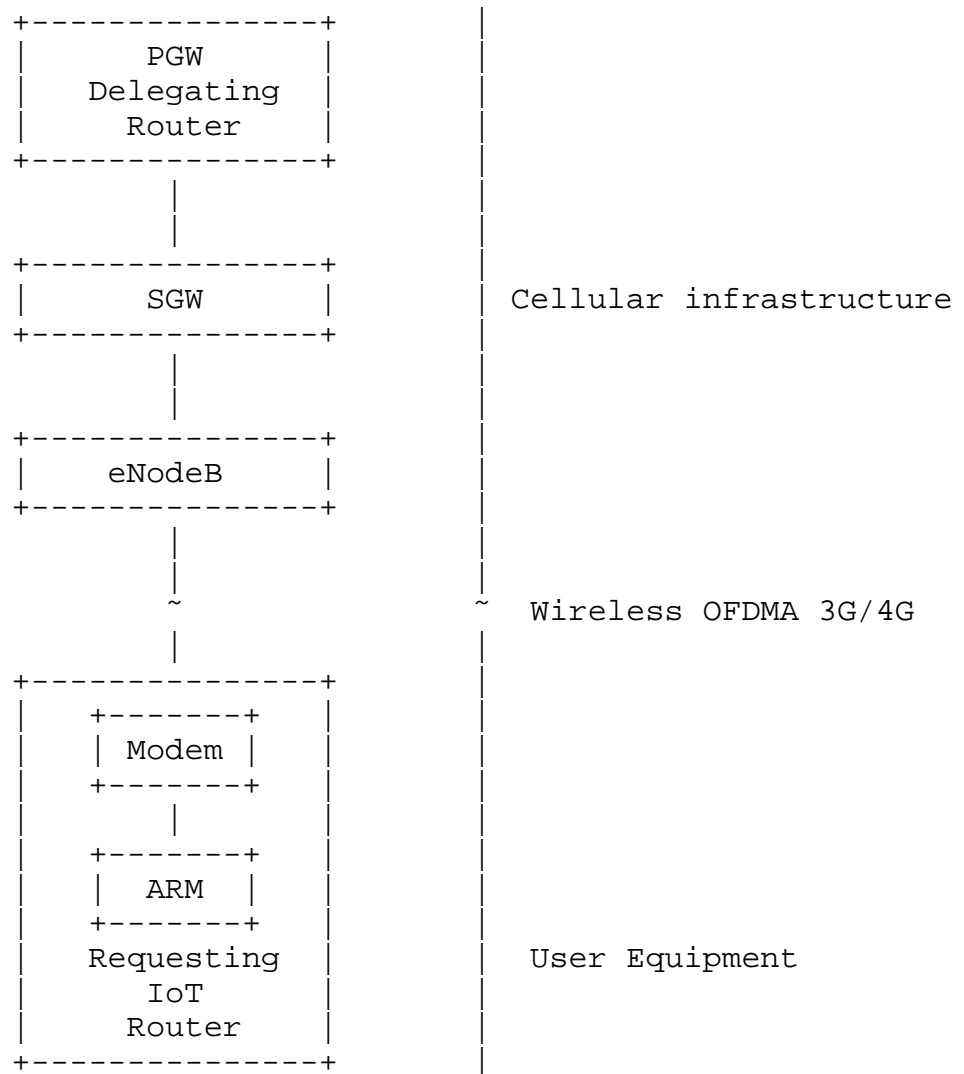 PGW
Delegating
Router
SGW
Cellular infrastructure
eNodeB
~ ~ Wireless OFDMA 3G/4G
Modem
ARM
Requesting User Equipment
IoT
Router